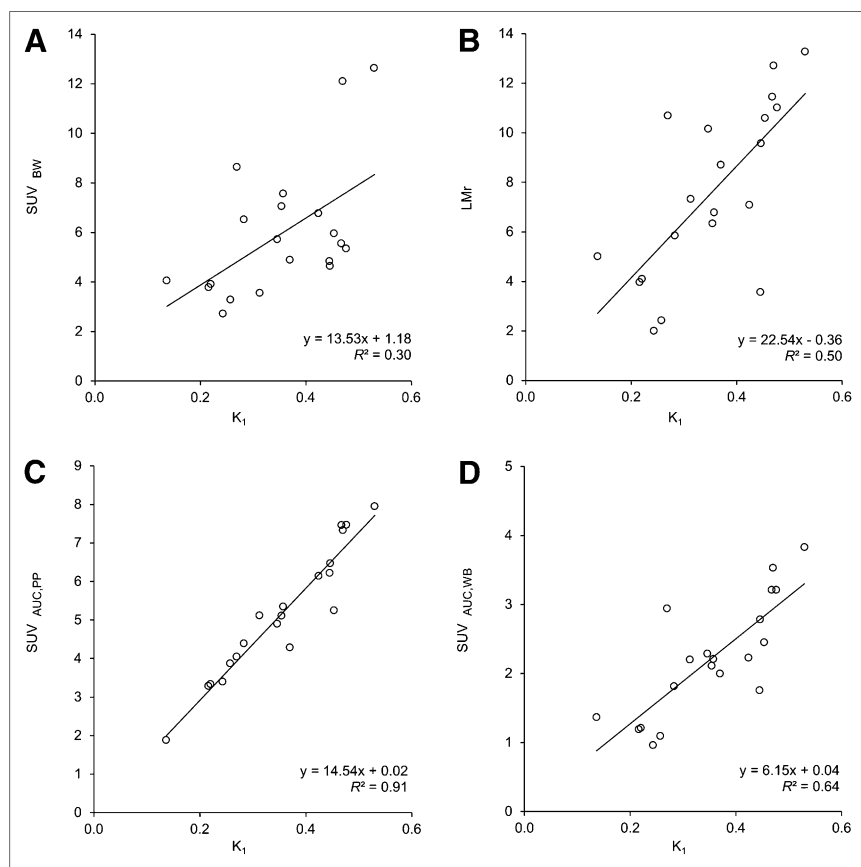 A
14
12
10
8
6
4
2
0
SUV BW
0.0 0.2 0.4 0.6
K1
y = 13.53x + 1.18
R² = 0.30
B
14
12
10
8
6
4
2
0
LMr
0.0 0.2 0.4 0.6
K1
y = 22.54x - 0.36
R² = 0.50
C
9
8
7
6
5
4
3
2
1
0
SUV AUC,PP
0.0 0.2 0.4 0.6
K1
y = 14.54x + 0.02
R² = 0.91
D
5
4
3
2
1
0
SUV AUC,WB
0.0 0.2 0.4 0.6
K1
y = 6.15x + 0.04
R² = 0.64